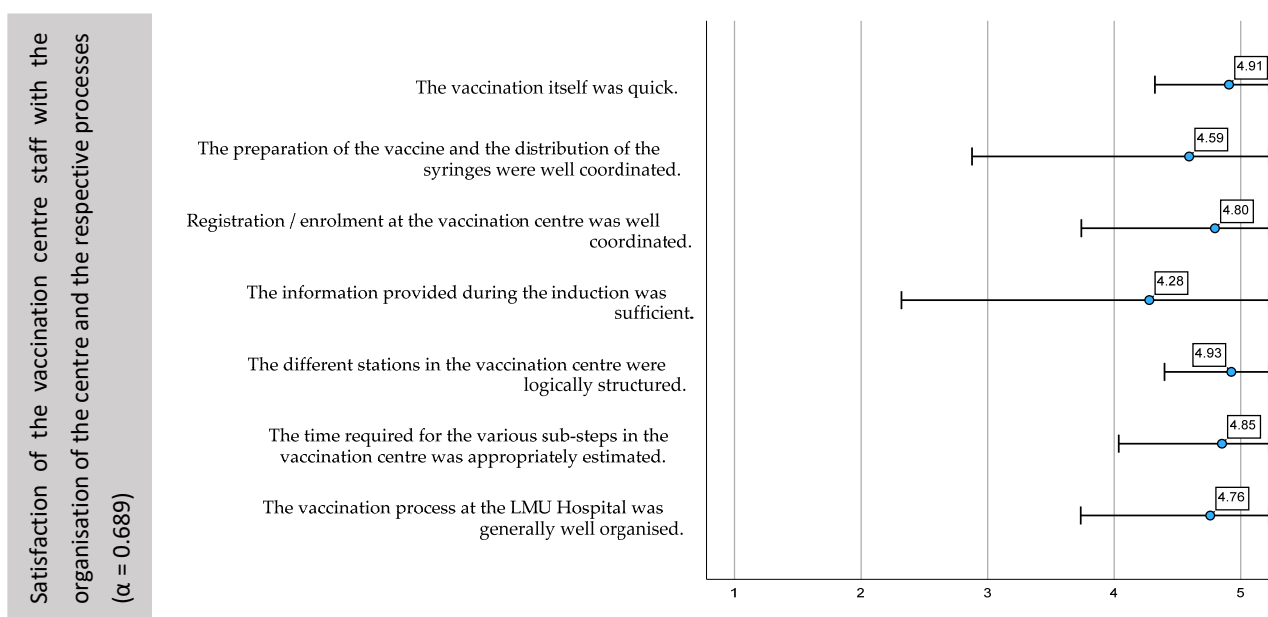 Satisfaction of the vaccination centre staff with the
organisation of the centre and the respective processes
(α = 0.689)
The vaccination itself was quick.
4.91
The preparation of the vaccine and the distribution of the
syringes were well coordinated.
4.59
Registration / enrolment at the vaccination centre was well
coordinated.
4.80
The information provided during the induction was
sufficient.
4.28
The different stations in the vaccination centre were
logically structured.
4.93
The time required for the various sub-steps in the
vaccination centre was appropriately estimated.
4.85
The vaccination process at the LMU Hospital was
generally well organised.
4.76
1 2 3 4 5